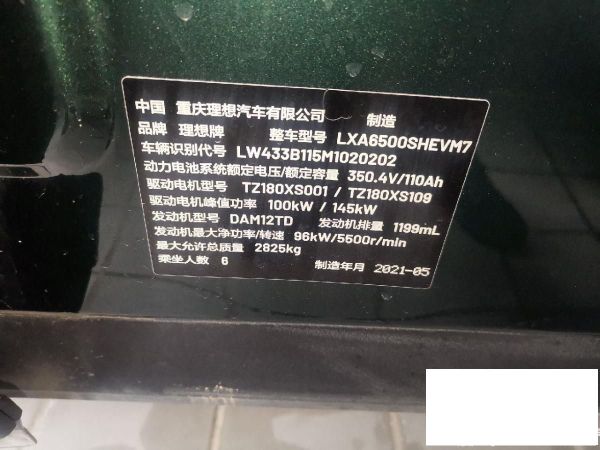 中国 重庆理想汽车有限公司 制造
品牌 理想牌 整车型号 LXA6500SHEVM7
车辆识别代号 LW433B115M1020202
动力电池系统额定电压/额定容量 350.4V/110Ah
驱动电机型号 TZ180XS001 / TZ180XS109
驱动电机峰值功率 100kW / 145kW
发动机型号 DAM12TD 发动机排量 1199mL
发动机最大净功率/转速 96kW/5500r/min
最大允许总质量 2825kg
乘坐人数 6 制造年月 2021-05